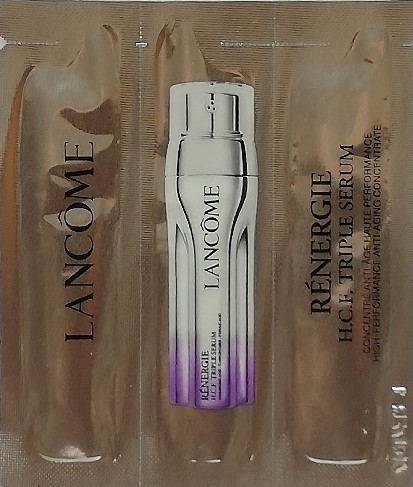 LANCÔME
LANCÔME
RÉNERGIE
H.C.F. TRIPLE SERUM
RÉNERGIE
H.C.F. TRIPLE SERUM
CONCENTRÉ ANTI-ÂGE HAUTE PERFORMANCE
HIGH PERFORMANCE ANTI-AGING CONCENTRATE